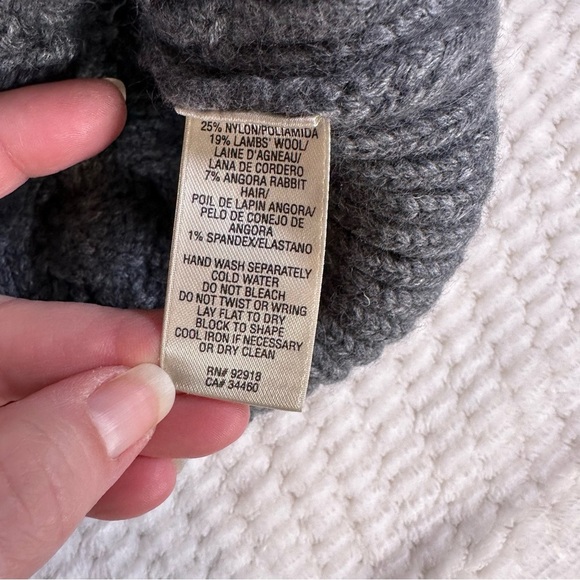 25% NYLON/POLIAMIDA
19% LAMBS' WOOL/
LAINE D'AGNEAU/
LANA DE CORDERO
7% ANGORA RABBIT
HAIR/
POIL DE LAPIN ANGORA/
PELO DE CONEJO DE
ANGORA
1% SPANDEX/ELASTANO
HAND WASH SEPARATELY
COLD WATER
DO NOT BLEACH
DO NOT TWIST OR WRING
LAY FLAT TO DRY
BLOCK TO SHAPE
COOL IRON IF NECESSARY
OR DRY CLEAN
RN# 92918
CA# 34460